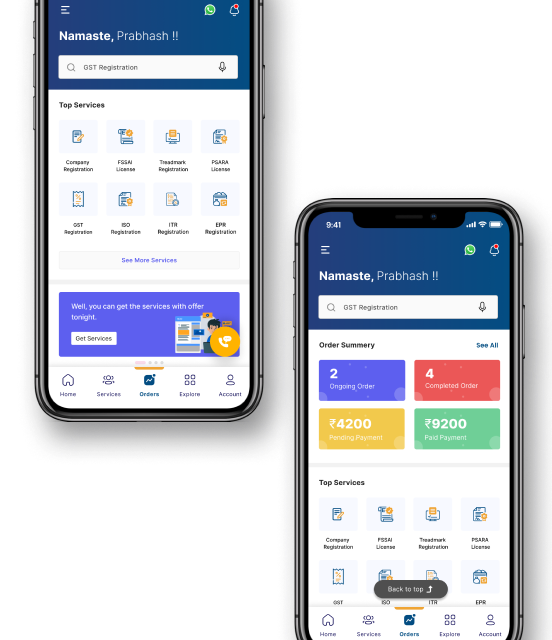 Namaste, Prabhash !!
GST Registration
Top Services
Company Registration
FSSAI License
Treadmark Registration
PSARA License
GST Registration
ISO Registration
ITR Registration
EPR Registration
See More Services
Well, you can get the services with offer
tonight.
Get Services
Home
Services
Orders
Explore
Account
9:41
Namaste, Prabhash !!
GST Registration
Order Summery
See All
2
Ongoing Order
4
Completed Order
₹4200
Pending Payment
₹9200
Paid Payment
Top Services
Company Registration
FSSAI License
Treadmark Registration
PSARA License
Back to top
GST
ISO
ITR
EPR
Home
Services
Orders
Explore
Account